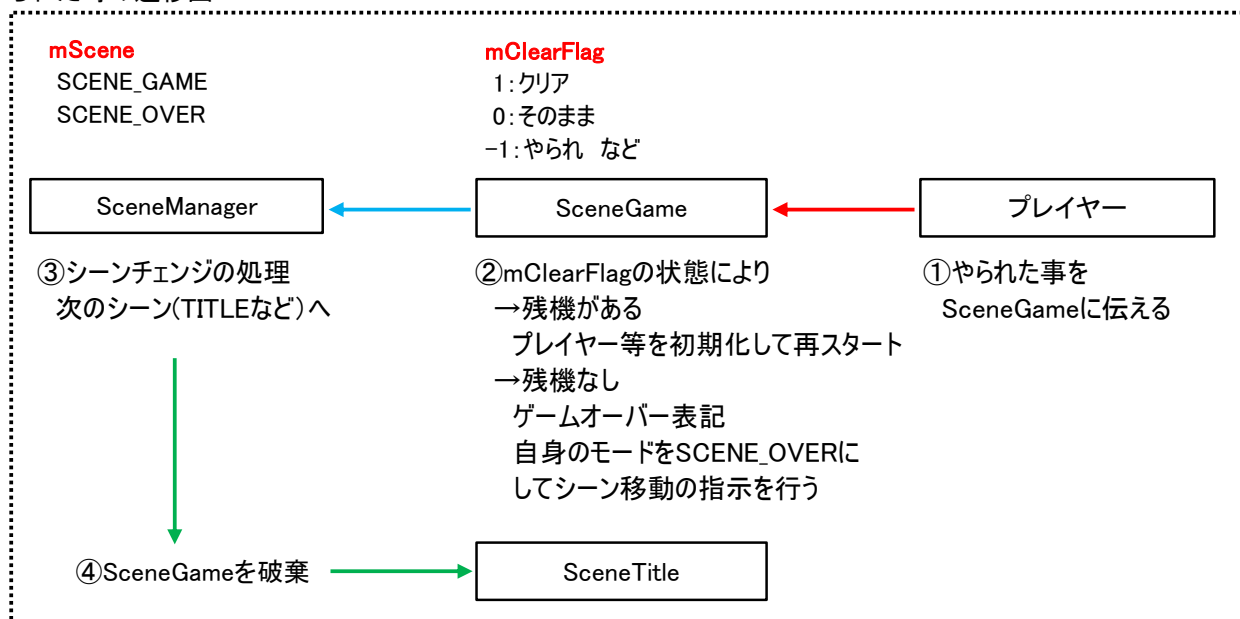 mScene
SCENE_GAME
SCENE_OVER
mClearFlag
1:クリア
0:そのまま
-1:やられ など
SceneManager
SceneGame
プレイヤー
③シーンチェンジの処理
次のシーン(TITLEなど)へ
②mClearFlagの状態により
→残機がある
プレイヤー等を初期化して再スタート
→残機なし
ゲームオーバー表記
自身のモードをSCENE_OVERに
してシーン移動の指示を行う
①やられた事を
SceneGameに伝える
④SceneGameを破棄
SceneTitle